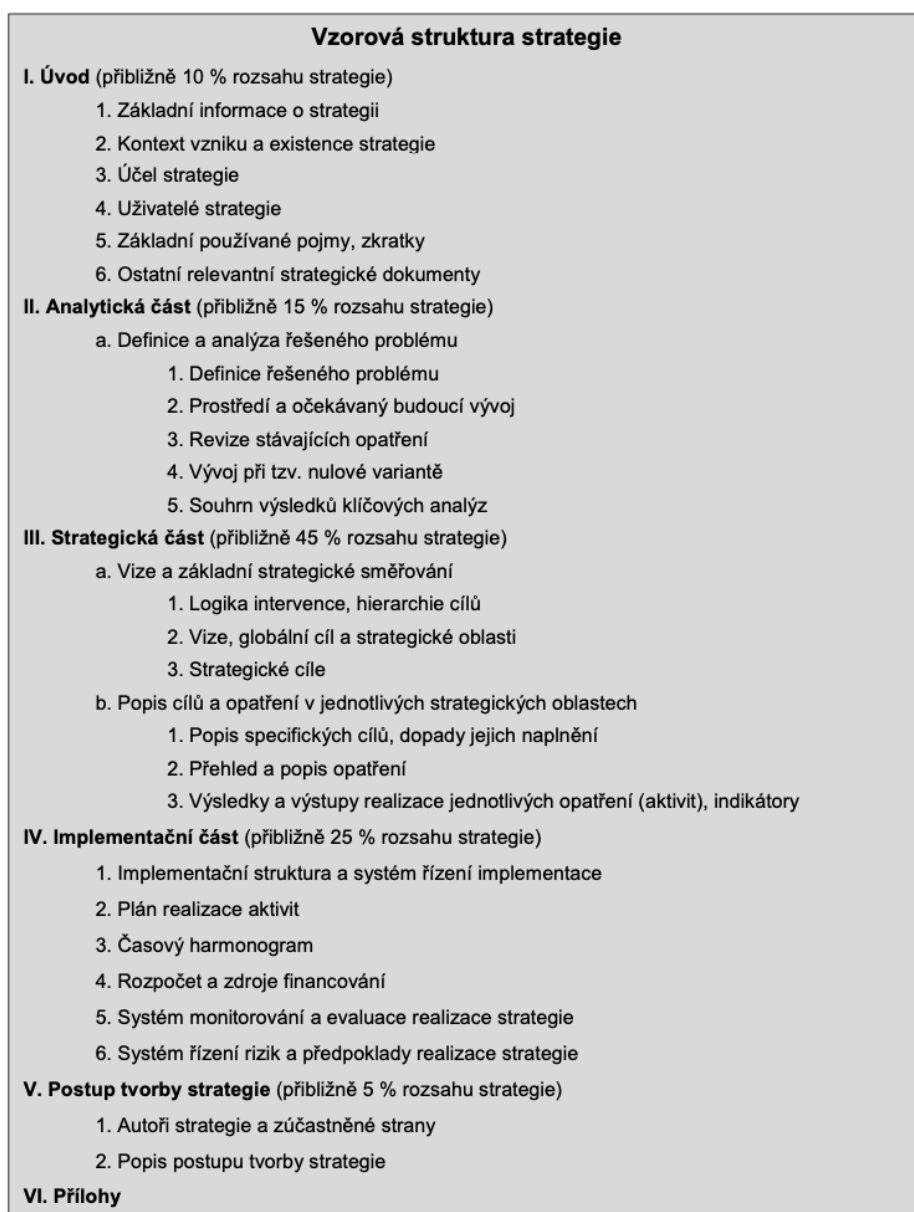 Vzorová struktura strategie
I. Úvod (přibližně 10 % rozsahu strategie)
1. Základní informace o strategii
2. Kontext vzniku a existence strategie
3. Účel strategie
4. Uživatelé strategie
5. Základní používané pojmy, zkratky
6. Ostatní relevantní strategické dokumenty
II. Analytická část (přibližně 15 % rozsahu strategie)
a. Definice a analýza řešeného problému
1. Definice řešeného problému
2. Prostředí a očekávaný budoucí vývoj
3. Revize stávajících opatření
4. Vývoj při tzv. nulové variantě
5. Souhrn výsledků klíčových analýz
III. Strategická část (přibližně 45 % rozsahu strategie)
a. Vize a základní strategické směřování
1. Logika intervence, hierarchie cílů
2. Vize, globální cíl a strategické oblasti
3. Strategické cíle
b. Popis cílů a opatření v jednotlivých strategických oblastech
1. Popis specifických cílů, dopady jejich naplnění
2. Přehled a popis opatření
3. Výsledky a výstupy realizace jednotlivých opatření (aktivit), indikátory
IV. Implementační část (přibližně 25 % rozsahu strategie)
1. Implementační struktura a systém řízení implementace
2. Plán realizace aktivit
3. Časový harmonogram
4. Rozpočet a zdroje financování
5. Systém monitorování a evaluace realizace strategie
6. Systém řízení rizik a předpoklady realizace strategie
V. Postup tvorby strategie (přibližně 5 % rozsahu strategie)
1. Autoři strategie a zúčastněné strany
2. Popis postupu tvorby strategie
VI. Přílohy